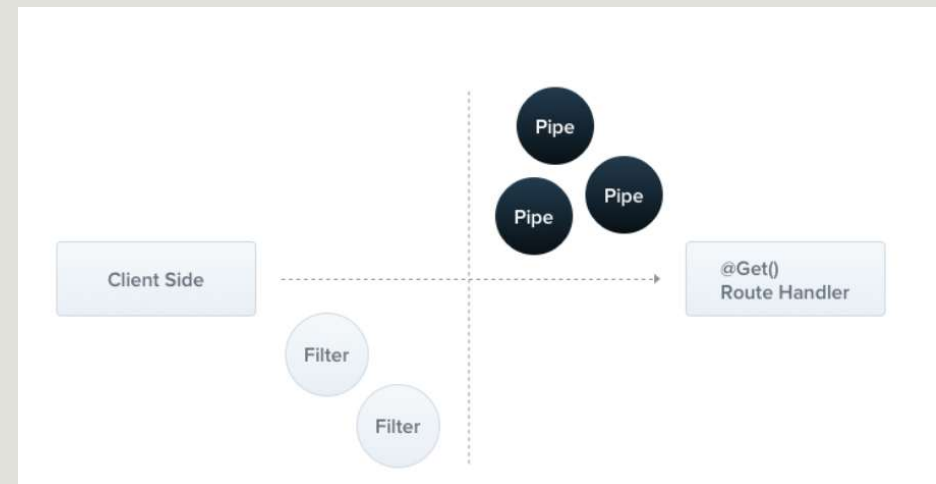 Pipe
Pipe
Pipe
Client Side
@Get()
Route Handler
Filter
Filter